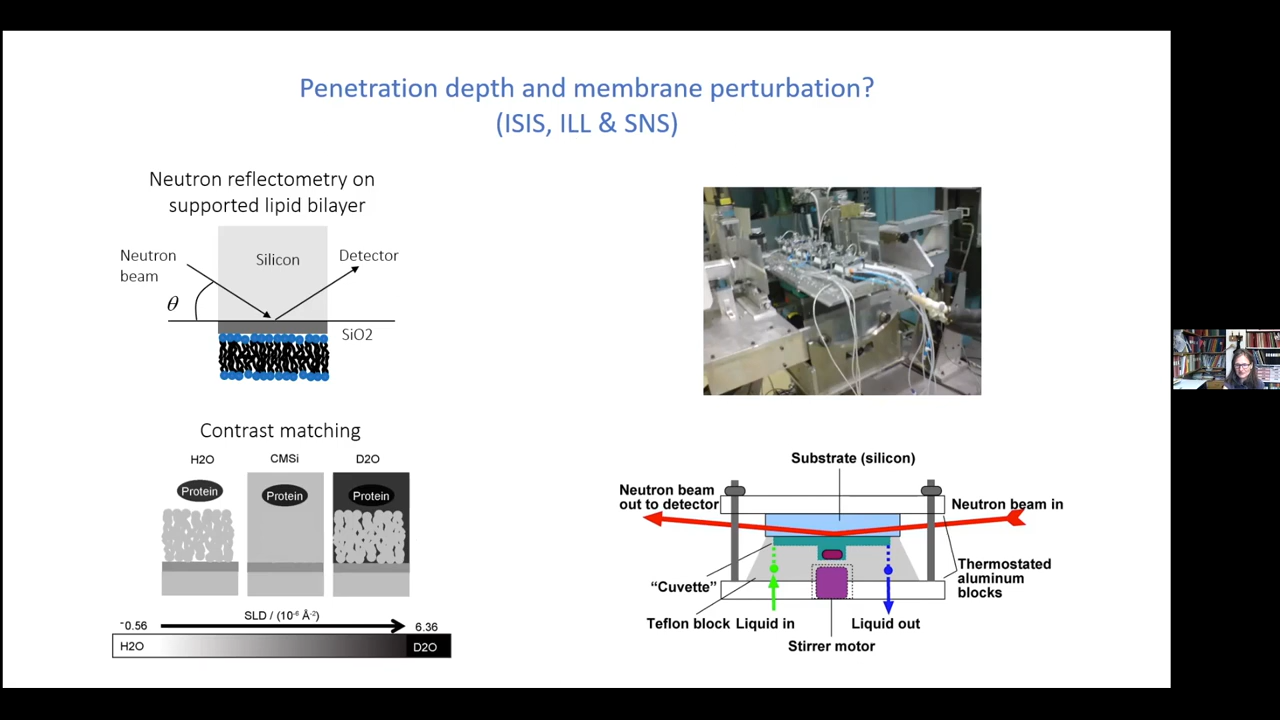 Penetration depth and membrane perturbation?
(ISIS, ILL & SNS)
Neutron reflectometry on
supported lipid bilayer
Neutron
beam
Silicon
Detector
θ
SiO2
Contrast matching
H2O
CMSi
D2O
Protein
Protein
Protein
SLD / (10⁻⁶ Å⁻²)
⁻0.56
6.36
H2O
D2O
Substrate (silicon)
Neutron beam
out to detector
Neutron beam in
"Cuvette"
Thermostated
aluminum
blocks
Teflon block
Liquid in
Liquid out
Stirrer motor